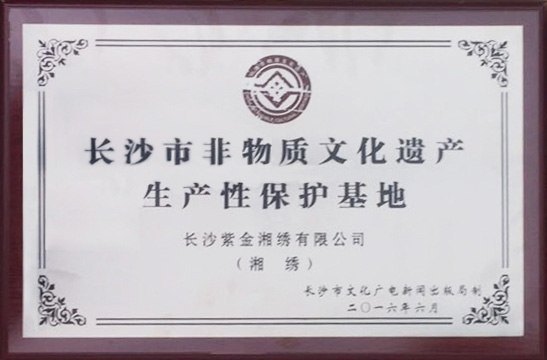 长沙市非物质文化遗产
生产性保护基地
长沙紫金湘绣有限公司
（湘 绣）
长沙市文化广电新闻出版局制
二〇一六年六月